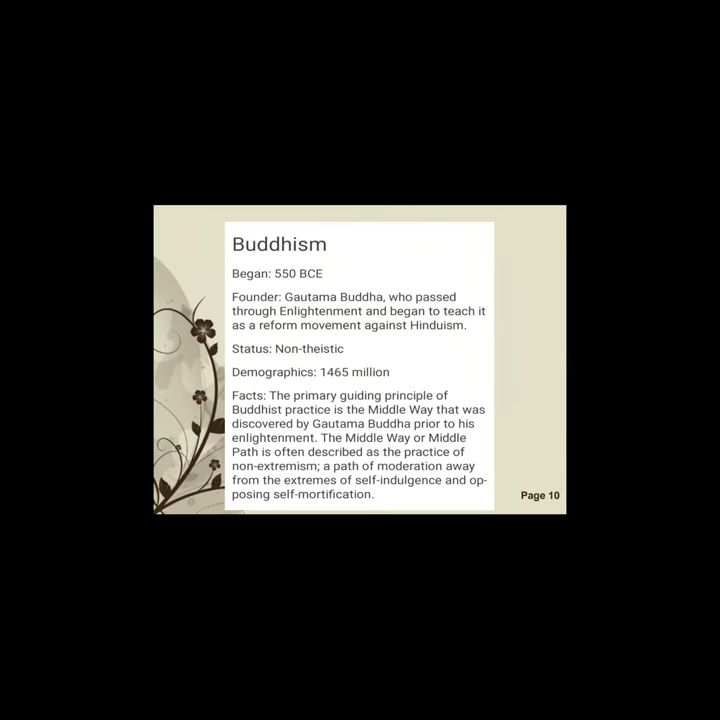 Buddhism
Began: 550 BCE
Founder: Gautama Buddha, who passed
through Enlightenment and began to teach it
as a reform movement against Hinduism.
Status: Non-theistic
Demographics: 1465 million
Facts: The primary guiding principle of
Buddhist practice is the Middle Way that was
discovered by Gautama Buddha prior to his
enlightenment. The Middle Way or Middle
Path is often described as the practice of
non-extremism; a path of moderation away
from the extremes of self-indulgence and op-
posing self-mortification.
Page 10